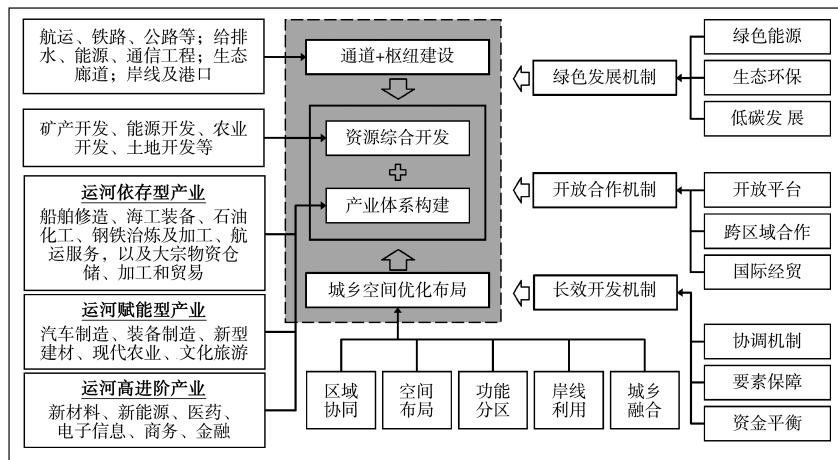 航运、铁路、公路等；给排
水、能源、通信工程；生态
廊道；岸线及港口
矿产开发、能源开发、农业
开发、土地开发等
运河依存型产业
船舶修造、海工装备、石油
化工、钢铁冶炼及加工、航
运服务，以及大宗物资仓
储、加工和贸易
运河赋能型产业
汽车制造、装备制造、新型
建材、现代农业、文化旅游
运河高进阶产业
新材料、新能源、医药、
电子信息、商务、金融
通道+枢纽建设
资源综合开发
产业体系构建
城乡空间优化布局
区域
协同
空间
布局
功能
分区
岸线
利用
城乡
融合
绿色发展机制
开放合作机制
长效开发机制
绿色能源
生态环保
低碳发 展
开放平台
跨区域合作
国际经贸
协调机制
要素保障
资金平衡